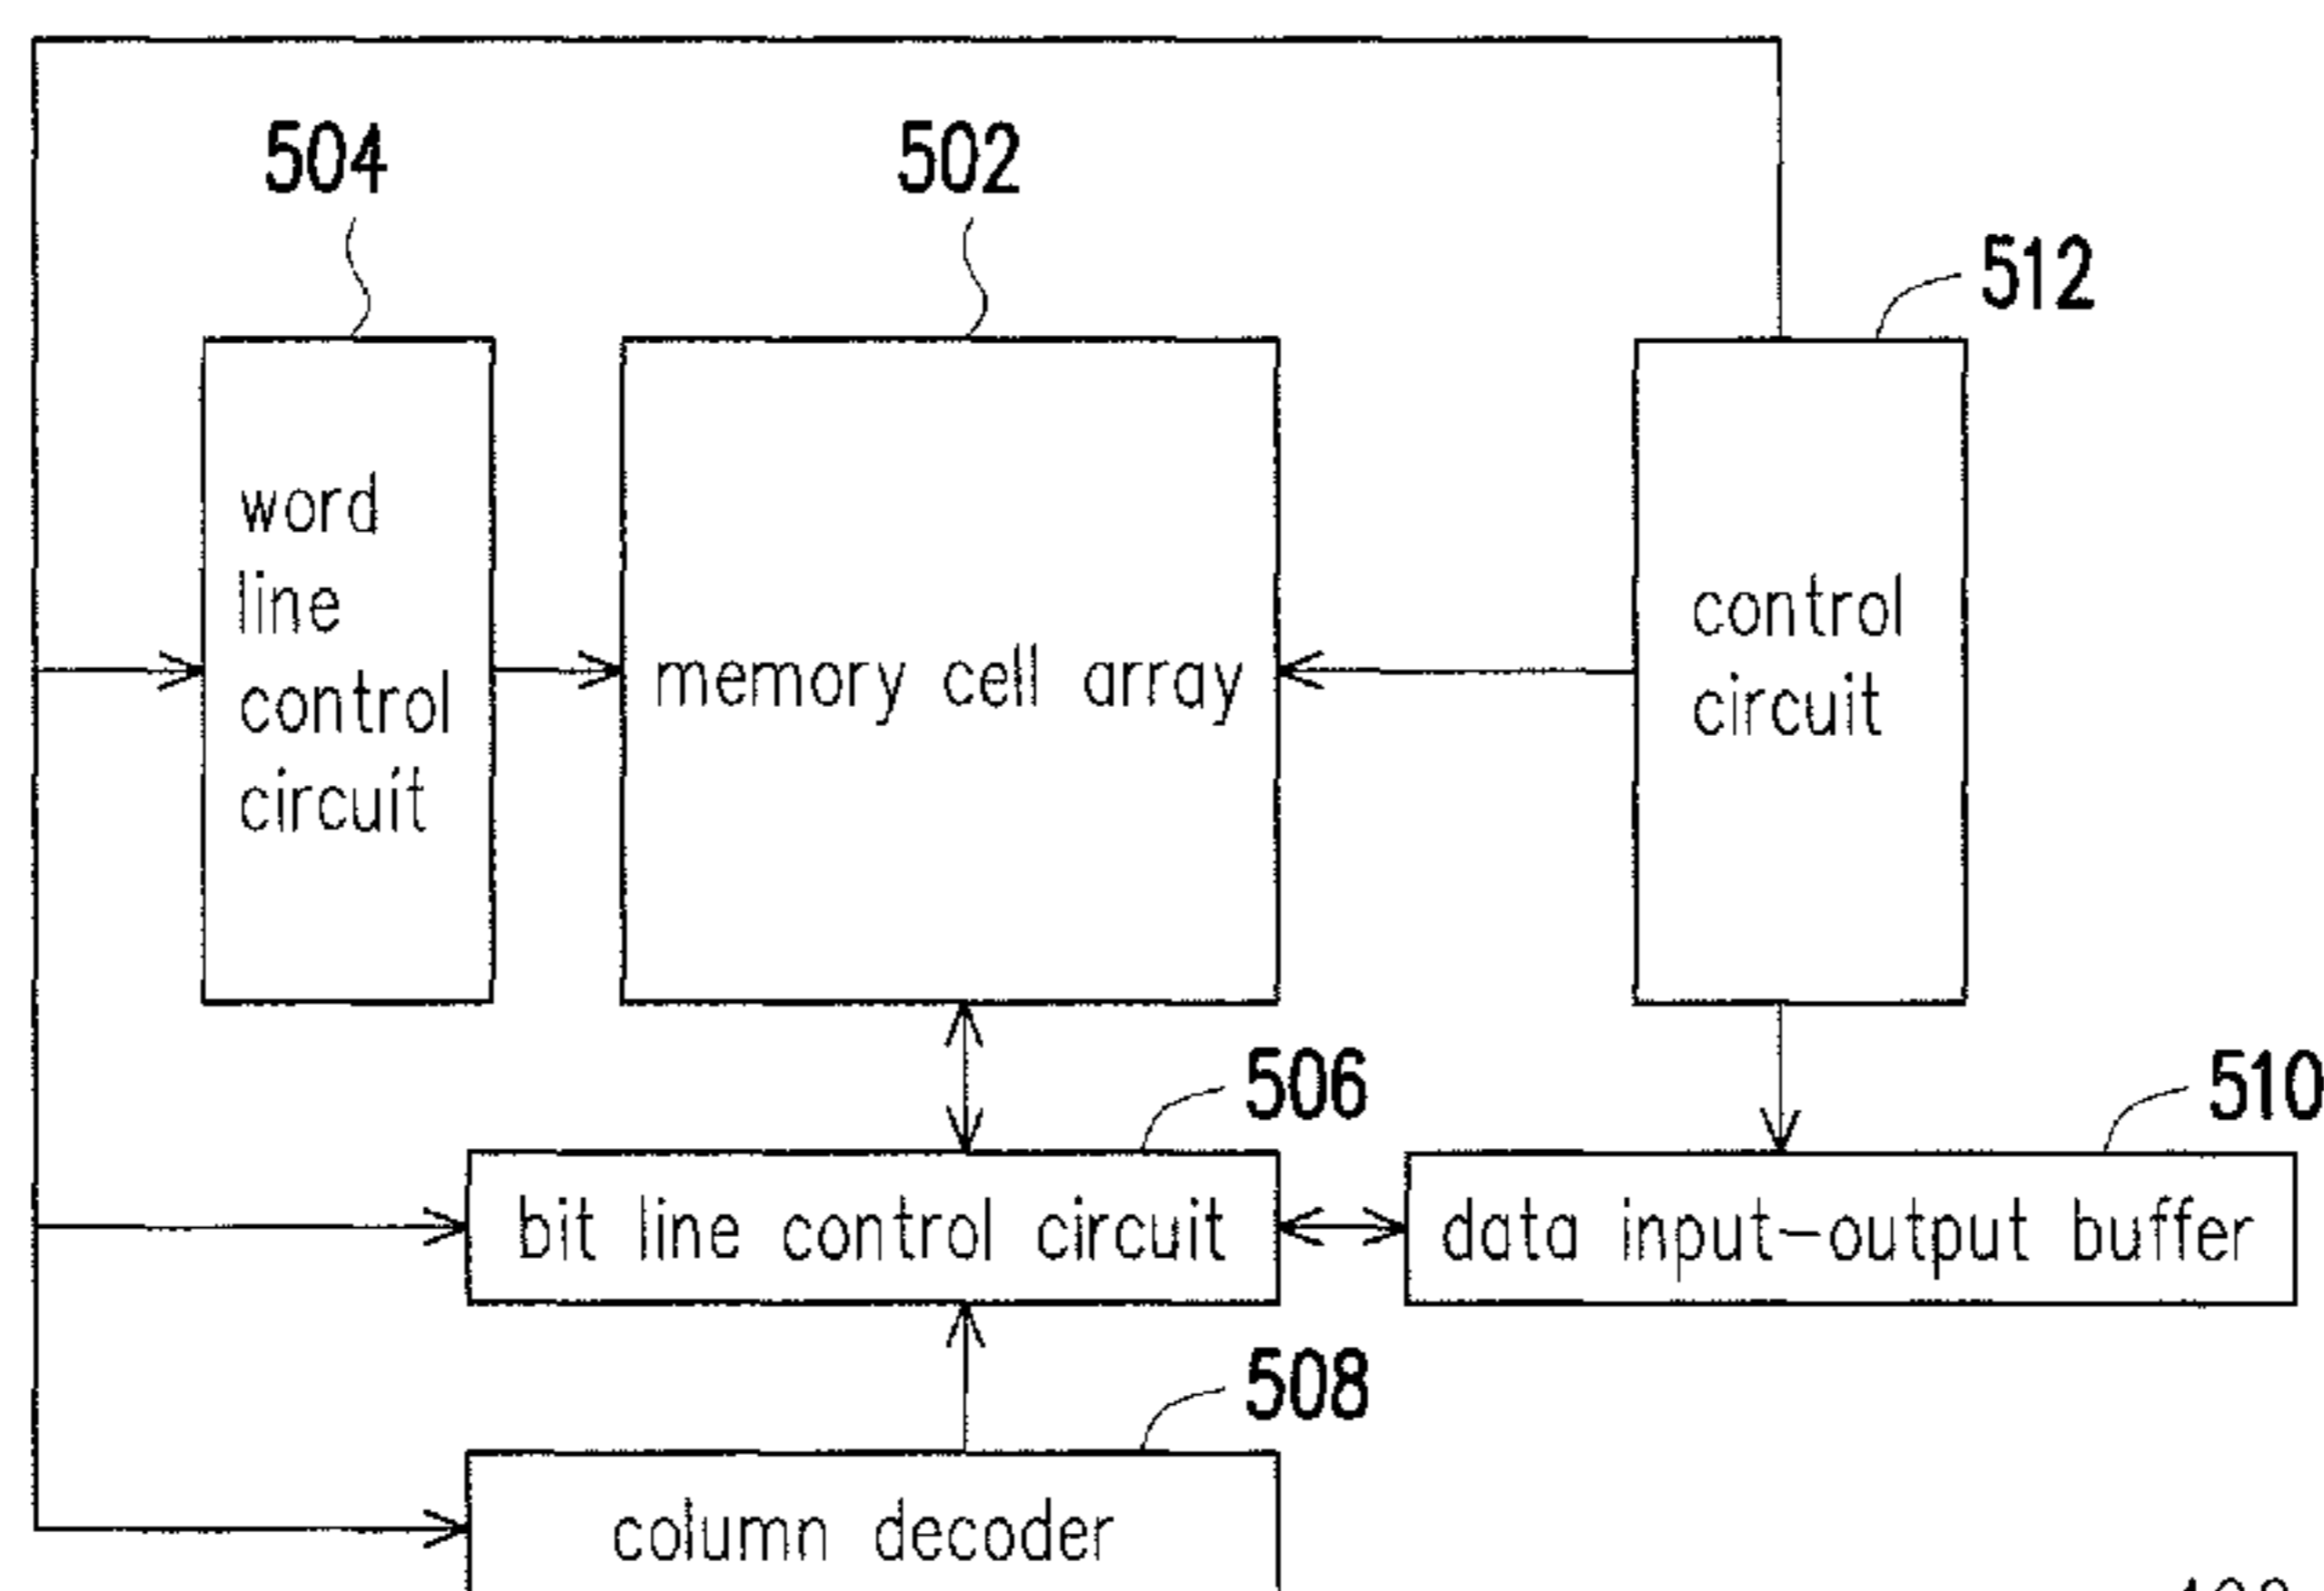 504
502
512
word
line
control
circuit
memory cell array
control
circuit
506
510
bit line control circuit
data input-output buffer
508
column decoder